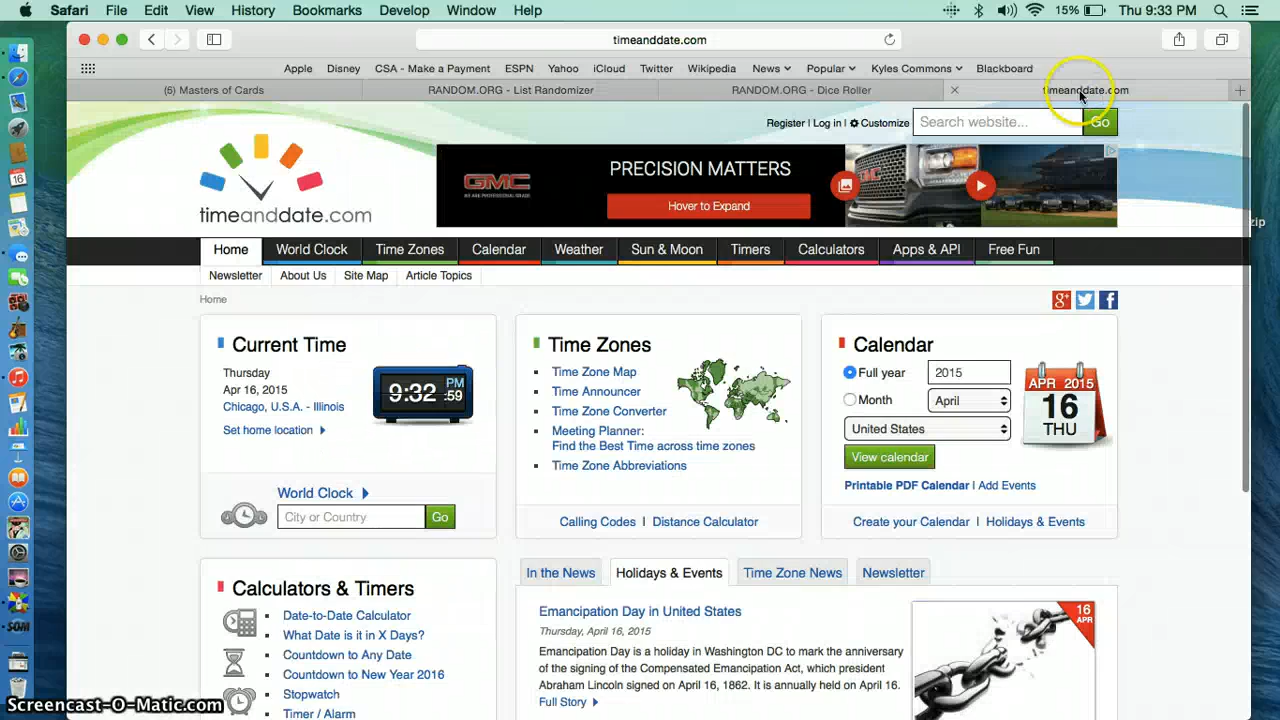 Safari File Edit View History Bookmarks Develop Window Help 15% Thu 9:33 PM
timeanddate.com
Apple Disney CSA - Make a Payment ESPN Yahoo iCloud Twitter Wikipedia News Popular Kyles Commons Blackboard
(6) Masters of Cards RANDOM.ORG - List Randomizer RANDOM.ORG - Dice Roller timeanddate.com
Register | Log in | Customize Search website... Go
timeanddate.com
GMC
WE ARE PROFESSIONAL GRADE
PRECISION MATTERS
Hover to Expand
zip
Home World Clock Time Zones Calendar Weather Sun & Moon Timers Calculators Apps & API Free Fun
Newsletter About Us Site Map Article Topics
Home
Current Time
Thursday
Apr 16, 2015
Chicago, U.S.A. - Illinois
Set home location
9:32 PM 59
World Clock
City or Country Go
Time Zones
Time Zone Map
Time Announcer
Time Zone Converter
Meeting Planner:
Find the Best Time across time zones
Time Zone Abbreviations
Calling Codes | Distance Calculator
Calendar
Full year 2015
Month April
United States
View calendar
APR 2015
16
THU
Printable PDF Calendar | Add Events
Create your Calendar | Holidays & Events
Calculators & Timers
Date-to-Date Calculator
What Date is it in X Days?
Countdown to Any Date
Countdown to New Year 2016
Stopwatch
Timer / Alarm
In the News Holidays & Events Time Zone News Newsletter
Emancipation Day in United States
Thursday, April 16, 2015
Emancipation Day is a holiday in Washington DC to mark the anniversary
of the signing of the Compensated Emancipation Act, which president
Abraham Lincoln signed on April 16, 1862. It is annually held on April 16.
Full Story
16
APR
SOM
Screencast-O-Matic.com